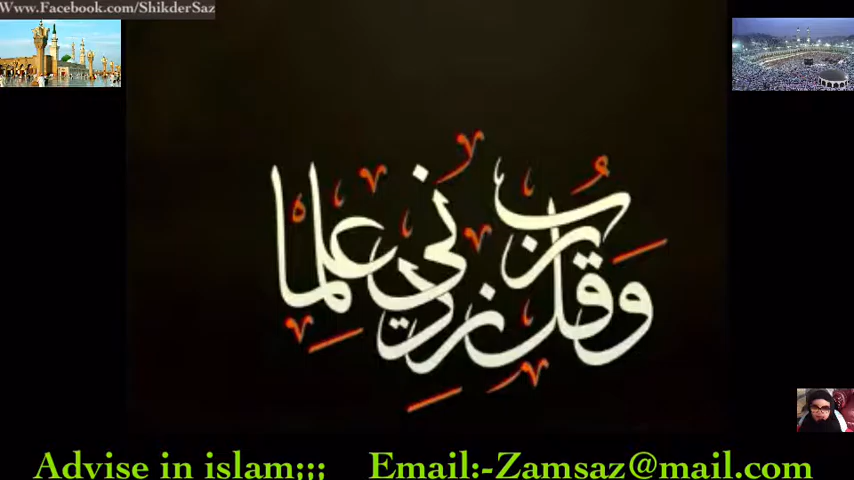 Www.Facebook.com/ShikderSaz
وقل رب زدني علما
Advise in islam;;; Email:-Zamsaz@mail.com